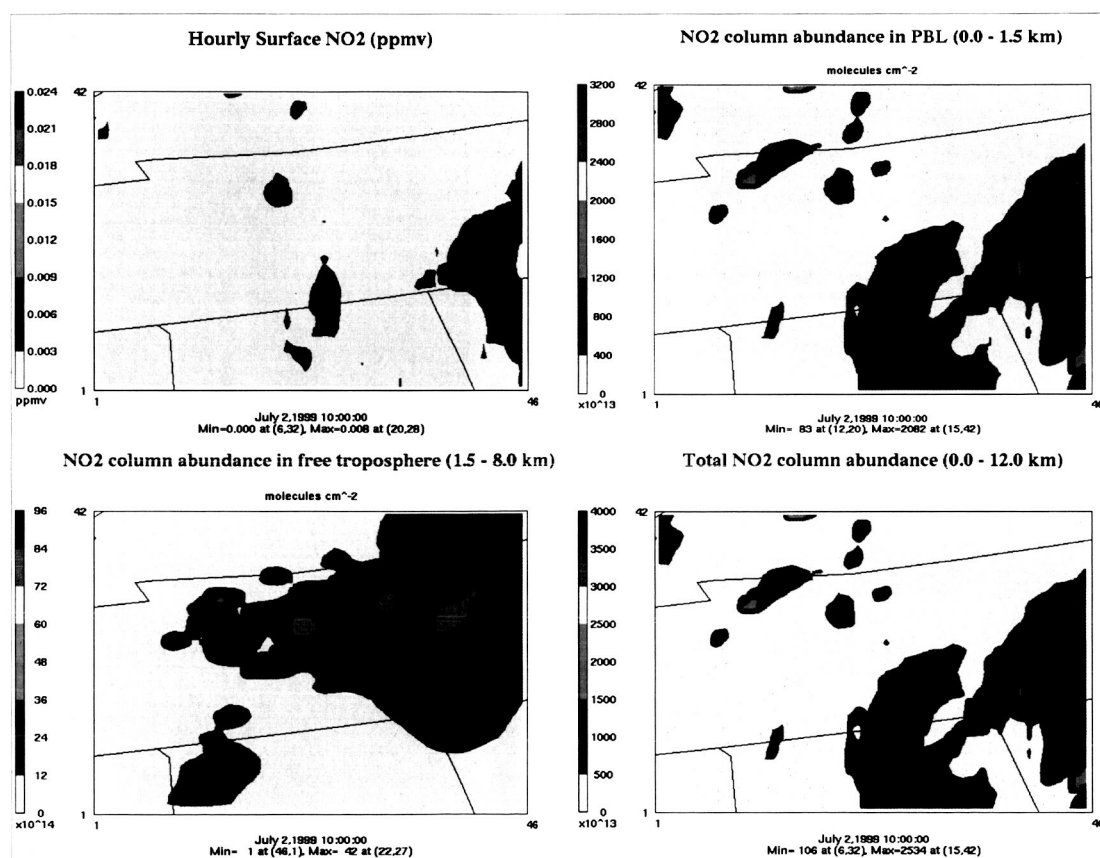 Hourly Surface NO2 (ppmv)
42
0.024
0.021
0.018
0.015
0.012
0.009
0.006
0.003
0.000
ppmv
1
46
July 2,1999 10:00:00
Min=0.000 at (6,32), Max=0.008 at (20,28)
NO2 column abundance in PBL (0.0 - 1.5 km)
molecules cm^-2
42
3200
2800
2400
2000
1600
1200
800
400
0
x10^13
1
1
46
July 2,1999 10:00:00
Min= 83 at (12,20), Max=2082 at (15,42)
NO2 column abundance in free troposphere (1.5 - 8.0 km)
molecules cm^-2
42
96
84
72
60
48
36
24
12
0
x10^14
1
1
46
July 2,1999 10:00:00
Min= 1 at (46,1), Max= 42 at (22,27)
Total NO2 column abundance (0.0 - 12.0 km)
42
4000
3500
3000
2500
2000
1500
1000
500
0
x10^13
1
1
46
July 2,1999 10:00:00
Min= 106 at (6,32), Max=2534 at (15,42)